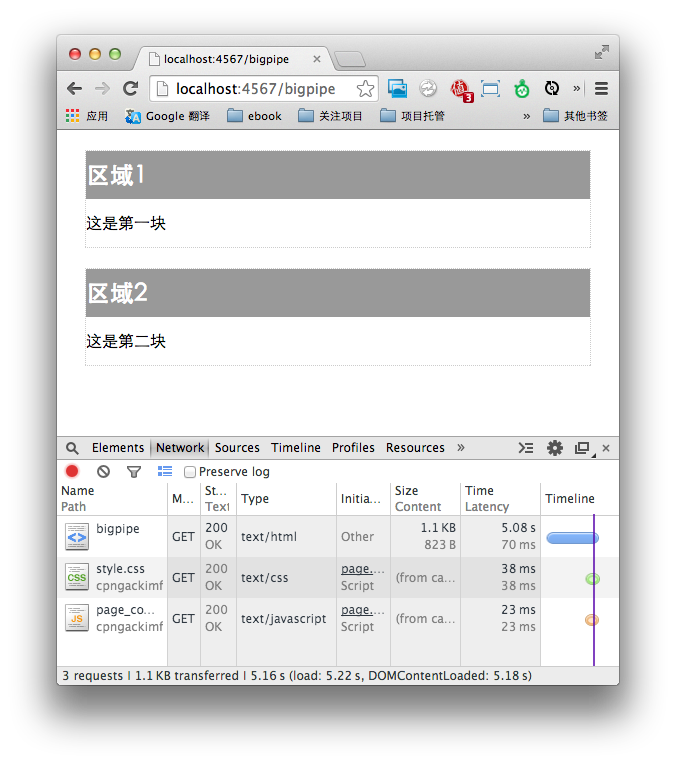 localhost:4567/bigpipe
localhost:4567/bigpipe
值 3
应用 Google 翻译 ebook 关注项目 项目托管 » 其他书签
区域1
这是第一块
区域2
这是第二块
Elements Network Sources Timeline Profiles Resources »
Preserve log
Name M... St... Type Initia... Size Time Timeline
Path Text Content Latency
bigpipe GET 200 text/html Other 1.1 KB 5.08 s
OK 823 B 70 ms
style.css GET 200 text/css page.... (from ca... 38 ms
CSS cpngackimf OK Script 38 ms
page_co... GET 200 text/javascript page.... (from ca... 23 ms
JS cpngackimf OK Script 23 ms
3 requests ı 1.1 KB transferred ı 5.16 s (load: 5.22 s, DOMContentLoaded: 5.18 s)